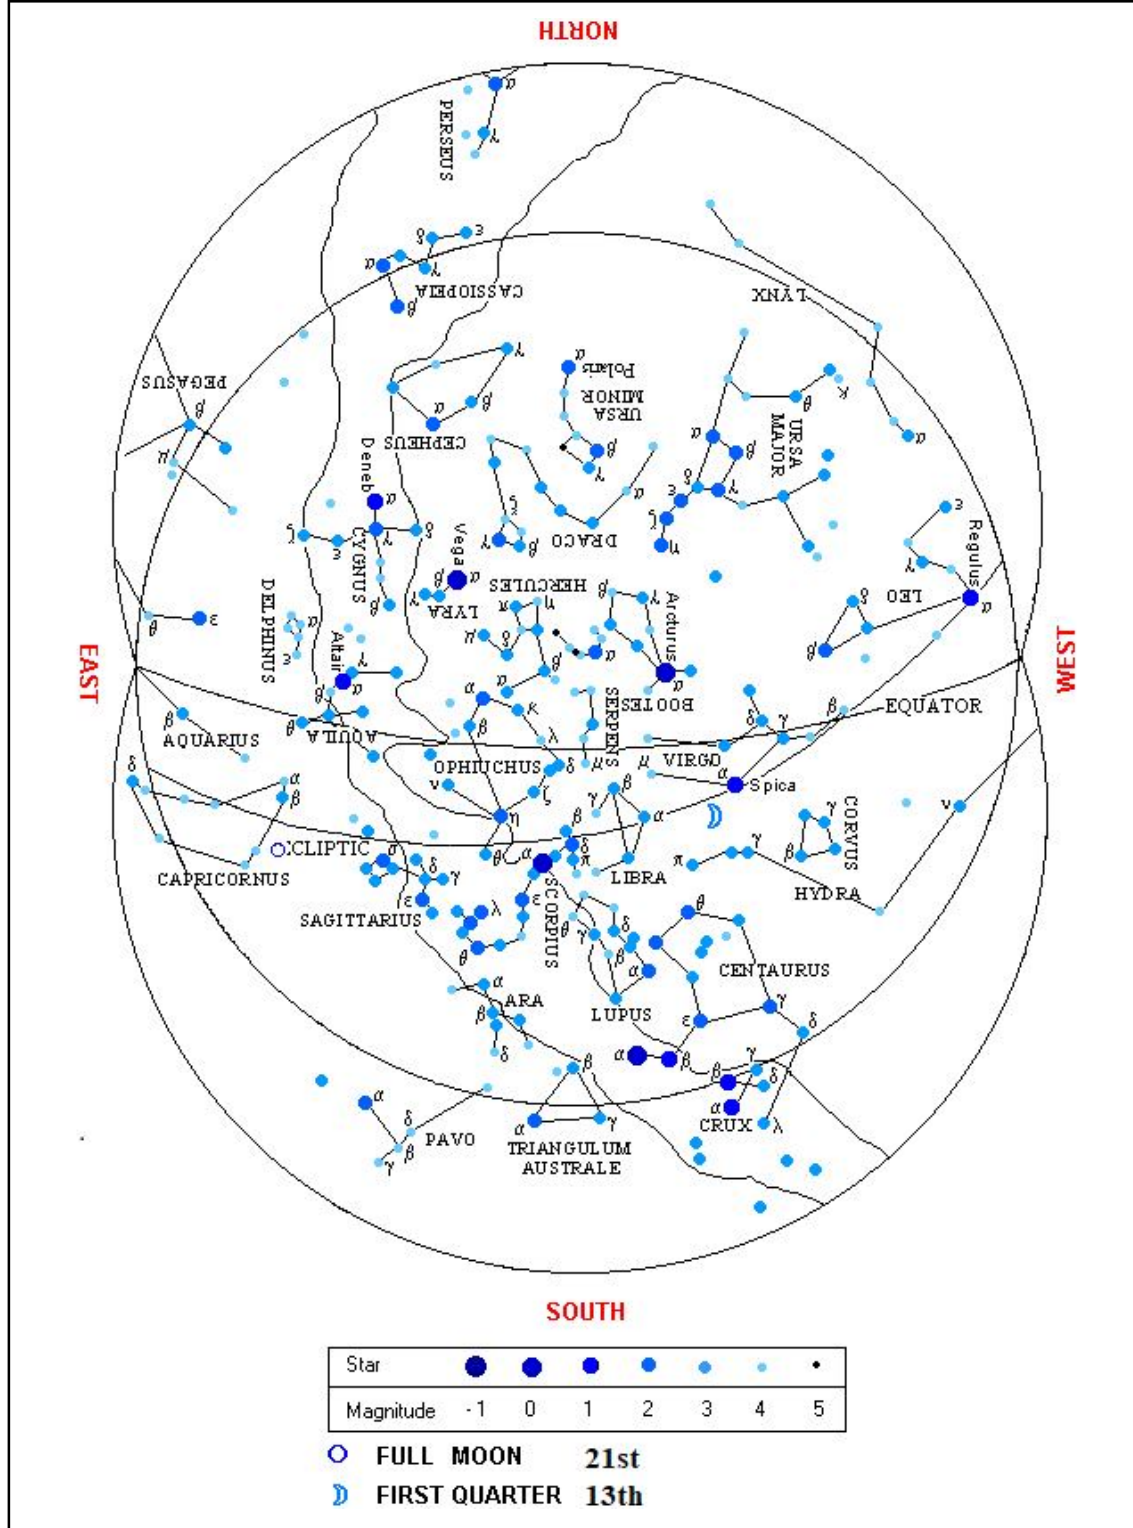 NORTH
α
PERSEUS
γ
δ
ε
α
γ
CASSIOPEIA
β
LYNX
γ
α
Polaris
PEGASUS
β
URSA
MINOR
κ
θ
α
β
CEPHEUS
URSA
MAJOR
α
β
α
β
γ
μ
Deneb
α
ζ
ξ
γ
β
DRACO
α
δ
γ
ε
ζ
η
ε
γ
Regulus
α
ζ
ε
γ
δ
CYGNUS
β
Vega
α
β
γ
LYRA
HERCULES
η
π
δ
μ
α
β
γ
Arcturus
α
BOOTES
δ
LEO
β
θ
ε
DELPHINUS
α
ε
Altair
γ
α
β
θ
AQUILA
EAST
WEST
EQUATOR
β
AQUARIUS
α
β
κ
λ
SERPENS
μ
OPHIUCHUS
δ
ν
ζ
η
θ
μ
VIRGO
δ
γ
β
α
Spica
δ
α
β
ECLIPTIC
CAPRICORNUS
β
γ
α
LIBRA
γ
CORVUS
β
ν
π
γ
HYDRA
σ
δ
γ
ε
SAGITTARIUS
λ
θ
β
δ
π
α
SCORPIUS
ε
θ
γ
δ
β
α
LUPUS
θ
CENTAURUS
γ
ε
δ
α
β
α
ARA
β
δ
γ
β
δ
α
CRUX
λ
α
δ
β
γ
PAVO
β
α
γ
TRIANGULUM
AUSTRALE
SOUTH
Star
Magnitude -1 0 1 2 3 4 5
FULL MOON 21st
FIRST QUARTER 13th